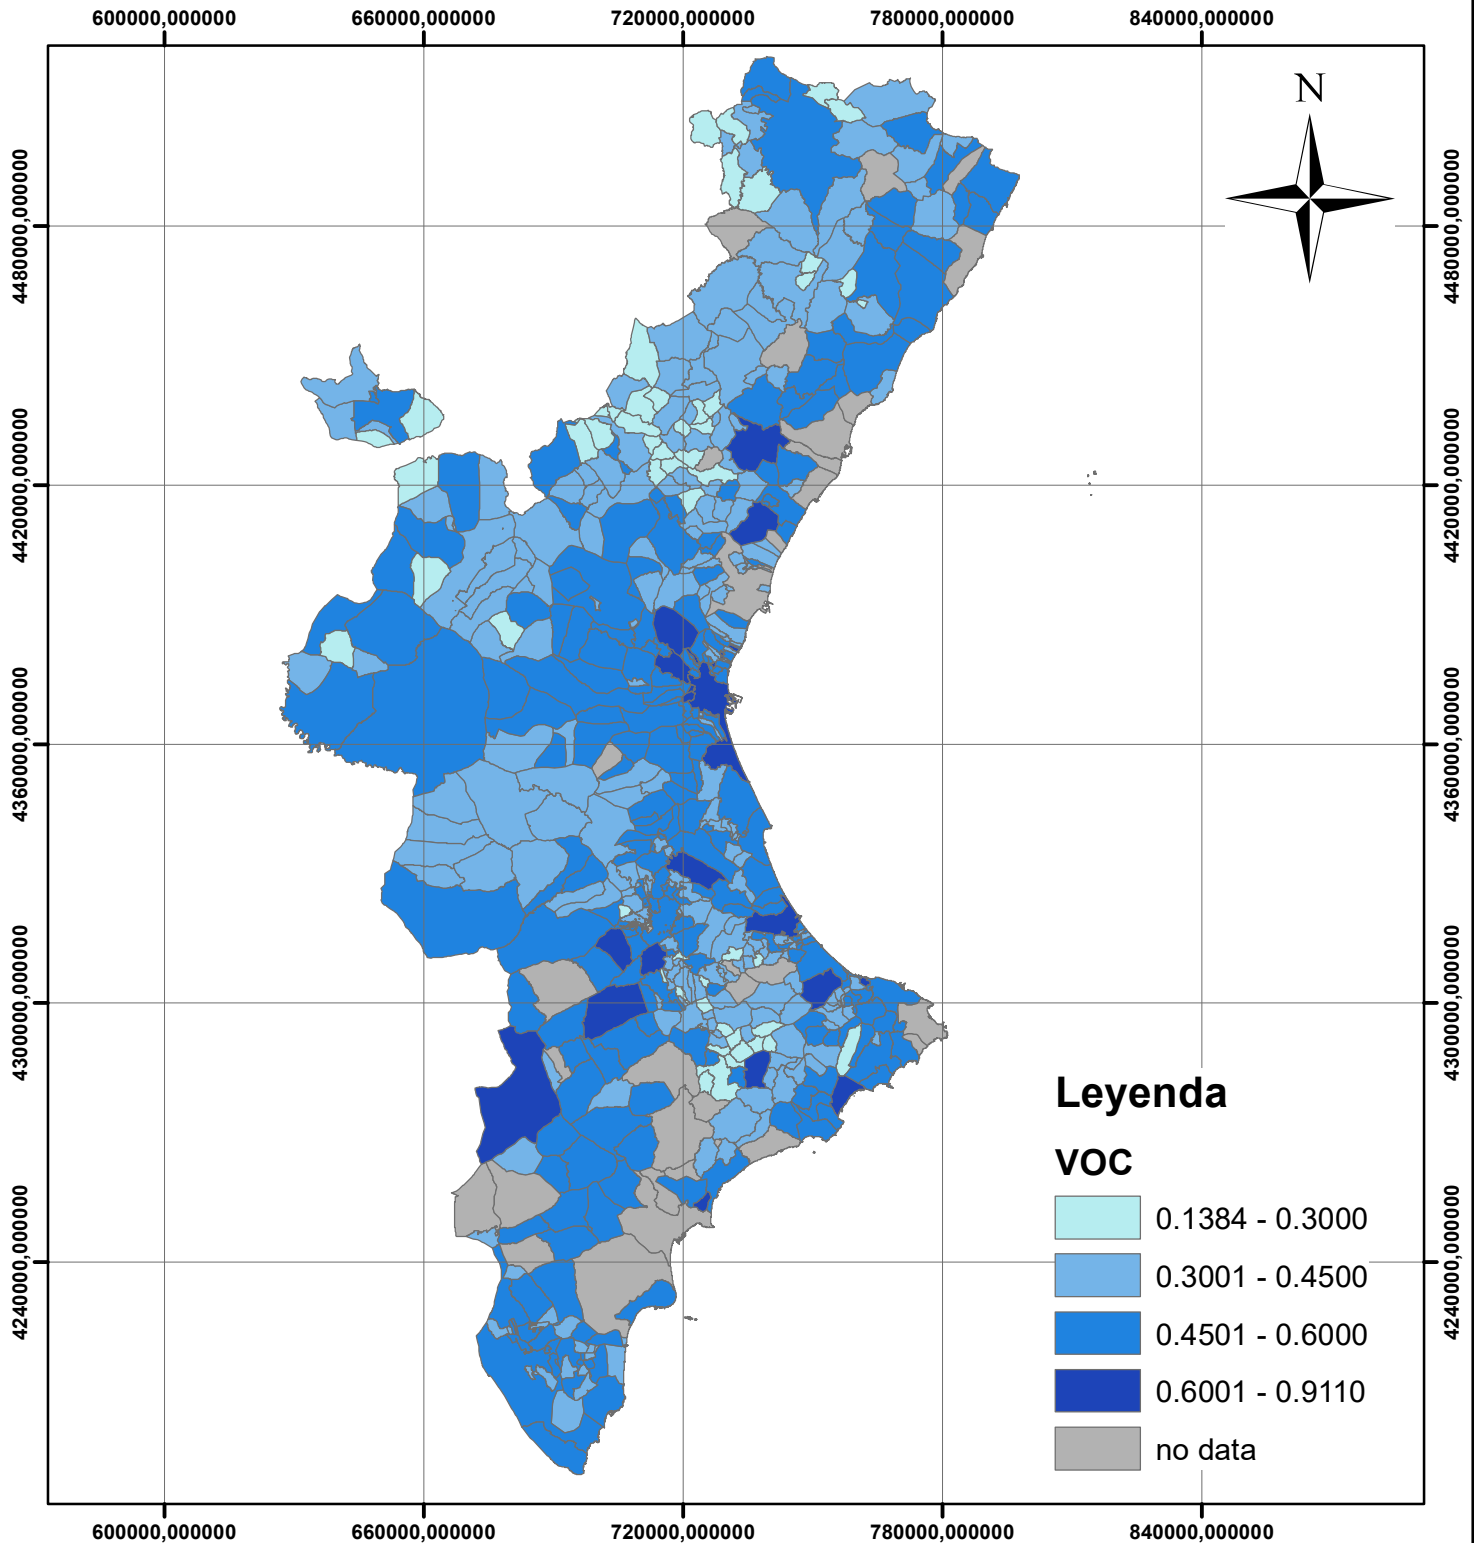 600000,000000 660000,000000 720000,000000 780000,000000 840000,000000
N
4480000,000000 4480000,000000
4420000,000000 4420000,000000
4360000,000000 4360000,000000
4300000,000000 4300000,000000
4240000,000000 4240000,000000
Leyenda
VOC
0.1384 - 0.3000
0.3001 - 0.4500
0.4501 - 0.6000
0.6001 - 0.9110
no data
600000,000000 660000,000000 720000,000000 780000,000000 840000,000000